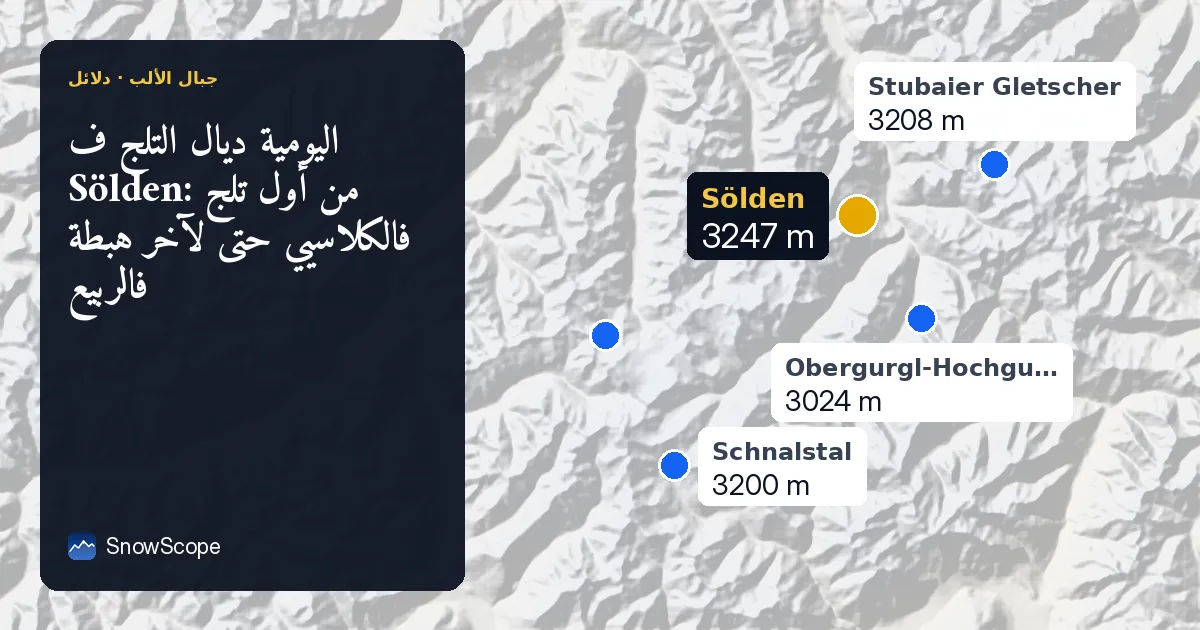 جبال الألب · دلائل
اليومية ديال التلج ف
Sölden: من أول تلج
فالكلاسيي حتى لآخر هبطة
فالربيع
SnowScope
Stubaier Gletscher
3208 m
Sölden
3247 m
Obergurgl-Hochgu...
3024 m
Schnalstal
3200 m